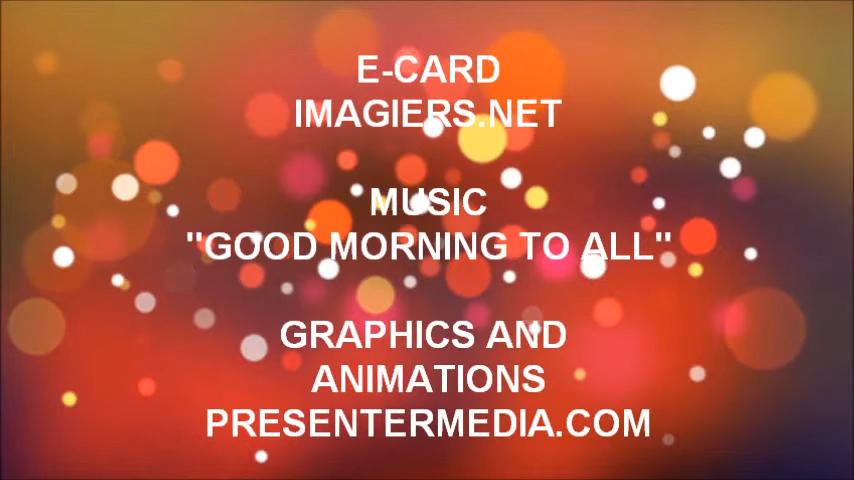 E-CARD
IMAGIERS.NET
MUSIC
"GOOD MORNING TO ALL"
GRAPHICS AND
ANIMATIONS
PRESENTERMEDIA.COM